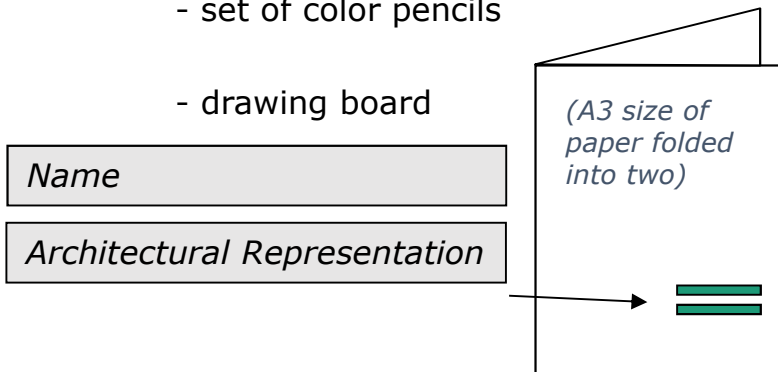 - set of color pencils
- drawing board
(A3 size of
paper folded
into two)
Name
Architectural Representation